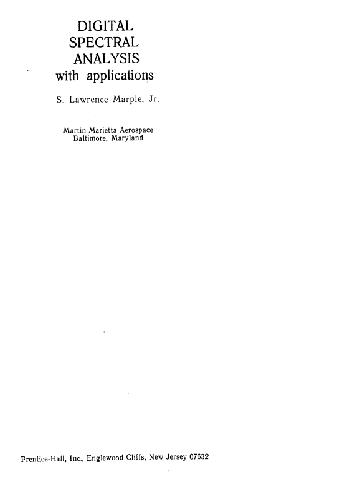 DIGITAL
SPECTRAL
ANALYSIS
with applications
S. Lawrence Marple, Jr.
Martin Marietta Aerospace
Baltimore, Maryland
Prentice-Hall, Inc., Englewood Cliffs, New Jersey 07632